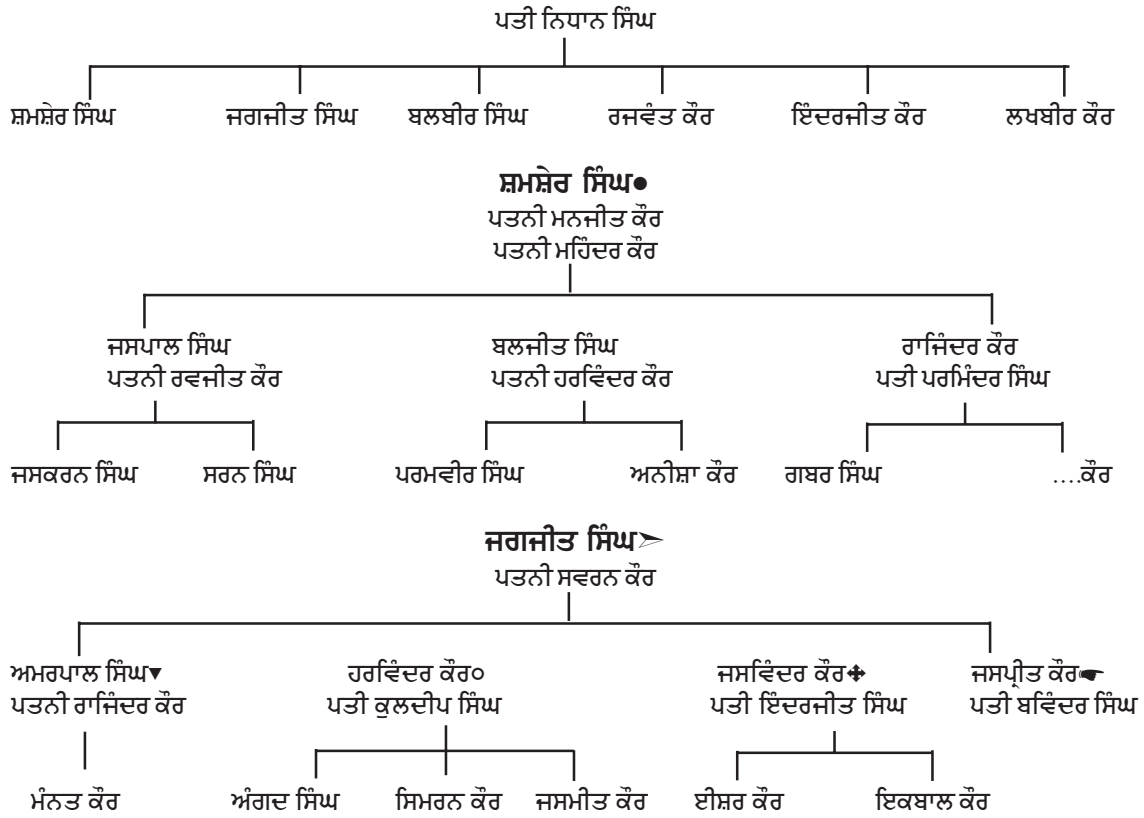 ਪਤੀ ਨਿਧਾਨ ਸਿੰਘ
ਸ਼ਮਸ਼ੇਰ ਸਿੰਘ ਜਗਜੀਤ ਸਿੰਘ ਬਲਬੀਰ ਸਿੰਘ ਰਜਵੰਤ ਕੌਰ ਇੰਦਰਜੀਤ ਕੌਰ ਲਖਬੀਰ ਕੌਰ
ਸ਼ਮਸ਼ੇਰ ਸਿੰਘ●
ਪਤਨੀ ਮਨਜੀਤ ਕੌਰ
ਪਤਨੀ ਮਹਿੰਦਰ ਕੌਰ
ਜਸਪਾਲ ਸਿੰਘ ਬਲਜੀਤ ਸਿੰਘ ਰਾਜਿੰਦਰ ਕੌਰ
ਪਤਨੀ ਰਵਜੀਤ ਕੌਰ ਪਤਨੀ ਹਰਵਿੰਦਰ ਕੌਰ ਪਤੀ ਪਰਮਿੰਦਰ ਸਿੰਘ
ਜਸਕਰਨ ਸਿੰਘ ਸਰਨ ਸਿੰਘ ਪਰਮਵੀਰ ਸਿੰਘ ਅਨੀਸ਼ਾ ਕੌਰ ਗਬਰ ਸਿੰਘ ....ਕੌਰ
ਜਗਜੀਤ ਸਿੰਘ➣
ਪਤਨੀ ਸਵਰਨ ਕੌਰ
ਅਮਰਪਾਲ ਸਿੰਘ▼ ਹਰਵਿੰਦਰ ਕੌਰ○ ਜਸਵਿੰਦਰ ਕੌਰ✤ ਜਸਪ੍ਰੀਤ ਕੌਰ☛
ਪਤਨੀ ਰਾਜਿੰਦਰ ਕੌਰ ਪਤੀ ਕੁਲਦੀਪ ਸਿੰਘ ਪਤੀ ਇੰਦਰਜੀਤ ਸਿੰਘ ਪਤੀ ਬਵਿੰਦਰ ਸਿੰਘ
ਮੰਨਤ ਕੌਰ ਅੰਗਦ ਸਿੰਘ ਸਿਮਰਨ ਕੌਰ ਜਸਮੀਤ ਕੌਰ ਈਸ਼ਰ ਕੌਰ ਇਕਬਾਲ ਕੌਰ